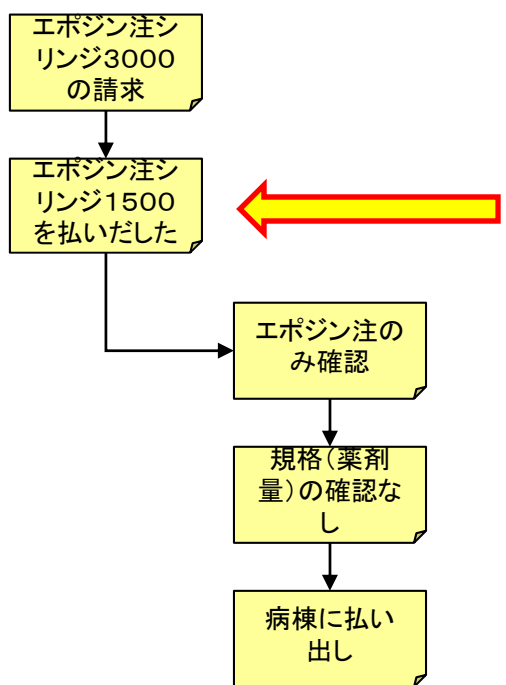 エポジン注シ
リンジ3000
の請求
エポジン注シ
リンジ1500
を払いだした
エポジン注の
み確認
規格(薬剤
量)の確認な
し
病棟に払い
出し